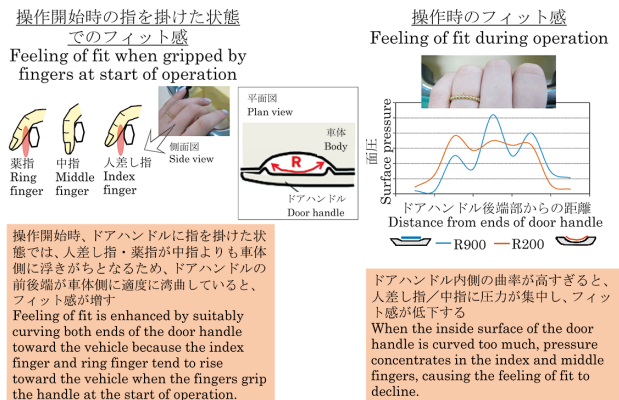 操作開始時の指を掛けた状態
でのフィット感
Feeling of fit when gripped by
fingers at start of operation
薬指
Ring
finger
中指
Middle
finger
人差し指
Index
finger
側面図
Side view
平面図
Plan view
車体
Body
R
ドアハンドル
Door handle
操作開始時、ドアハンドルに指を掛けた状
態では、人差し指・薬指が中指よりも車体
側に浮きがちとなるため、ドアハンドルの
前後端が車体側に適度に湾曲していると、
フィット感が増す
Feeling of fit is enhanced by suitably
curving both ends of the door handle
toward the vehicle because the index
finger and ring finger tend to rise
toward the vehicle when the fingers grip
the handle at the start of operation.
操作時のフィット感
Feeling of fit during operation
面圧
Surface pressure
ドアハンドル後端部からの距離
Distance from ends of door handle
R900
R200
ドアハンドル内側の曲率が高すぎると、
人差し指／中指に圧力が集中し、フィッ
ト感が低下する
When the inside surface of the door
handle is curved too much, pressure
concentrates in the index and middle
fingers, causing the feeling of fit to
decline.